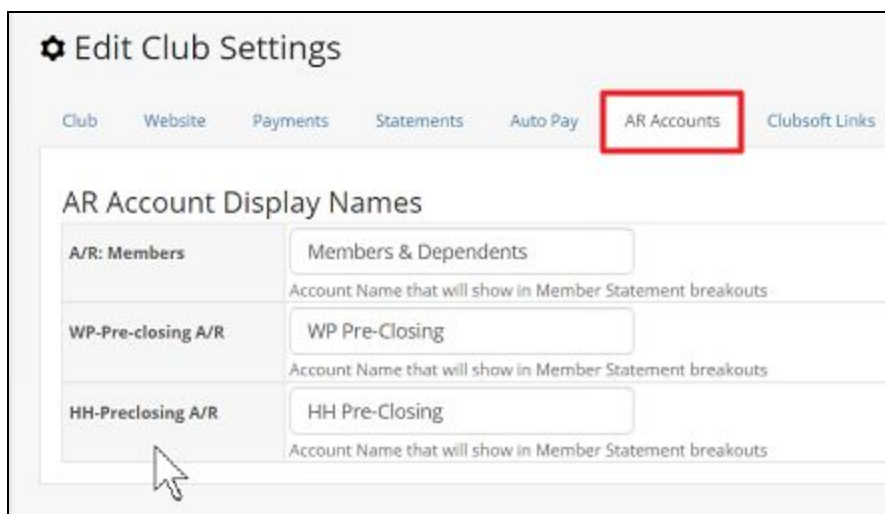 Edit Club Settings
Club Website Payments Statements Auto Pay AR Accounts Clubsoft Links
AR Account Display Names
A/R: Members Members & Dependents
Account Name that will show in Member Statement breakouts
WP-Pre-closing A/R WP Pre-Closing
Account Name that will show in Member Statement breakouts
HH-Preclosing A/R HH Pre-Closing
Account Name that will show in Member Statement breakouts